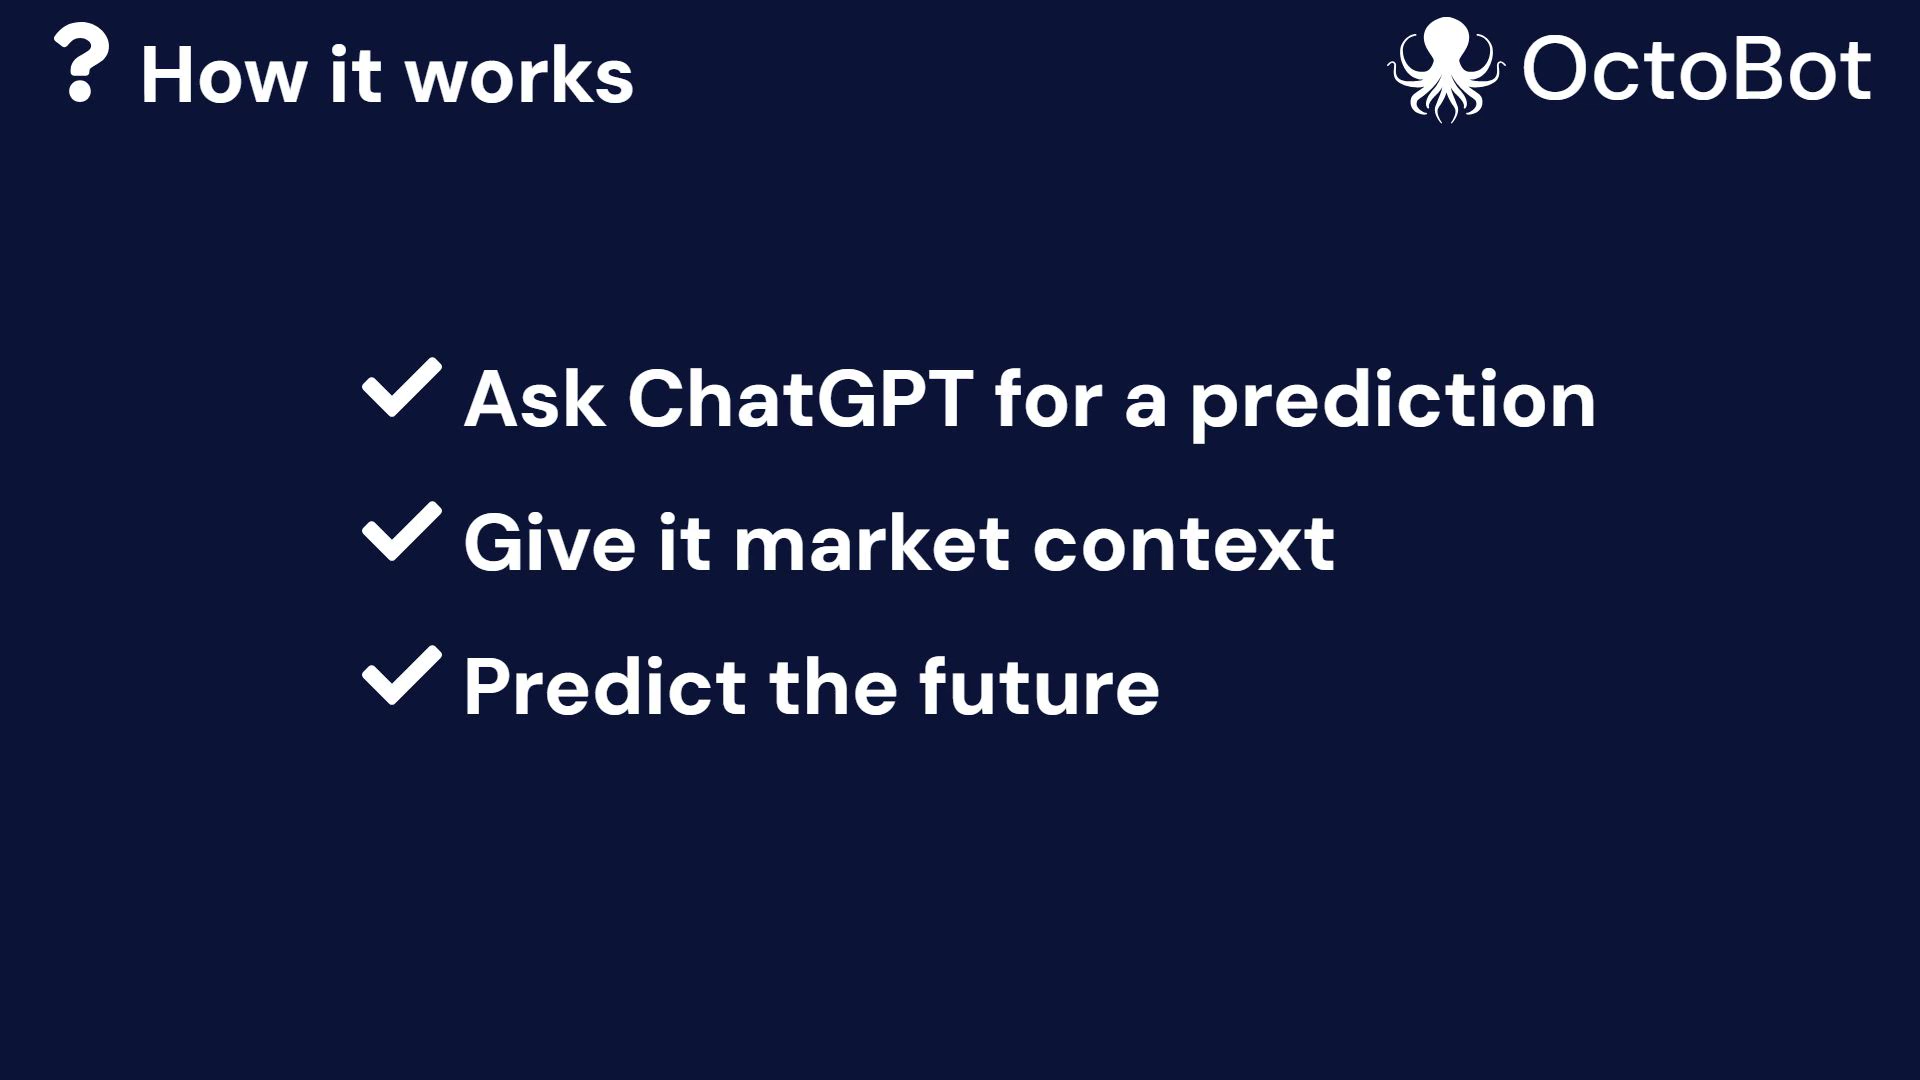 ? How it works
OctoBot
Ask ChatGPT for a prediction
Give it market context
Predict the future